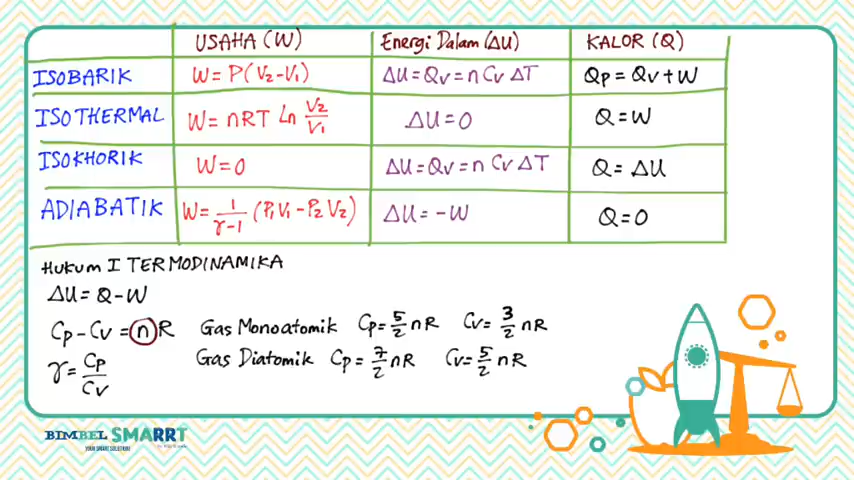 USAHA (W) Energi Dalam (ΔU) KALOR (Q)
ISOBARIK W = P(V₂-V₁) ΔU = Qv = n Cv ΔT Qp = Qv + W
ISOTHERMAL W = nRT Ln V₂/V₁ ΔU = 0 Q = W
ISOKHORIK W = 0 ΔU = Qv = n Cv ΔT Q = ΔU
ADIABATIK W = 1/(γ-1) (P₁V₁ - P₂V₂) ΔU = -W Q = 0
Hukum I TERMODINAMIKA
ΔU = Q - W
Cp - Cv = nR Gas Monoatomik Cp = 5/2 nR Cv = 3/2 nR
γ = Cp/Cv Gas Diatomik Cp = 7/2 nR Cv = 5/2 nR
BIMBEL SMARRT
YOUR SMART SOLUTION